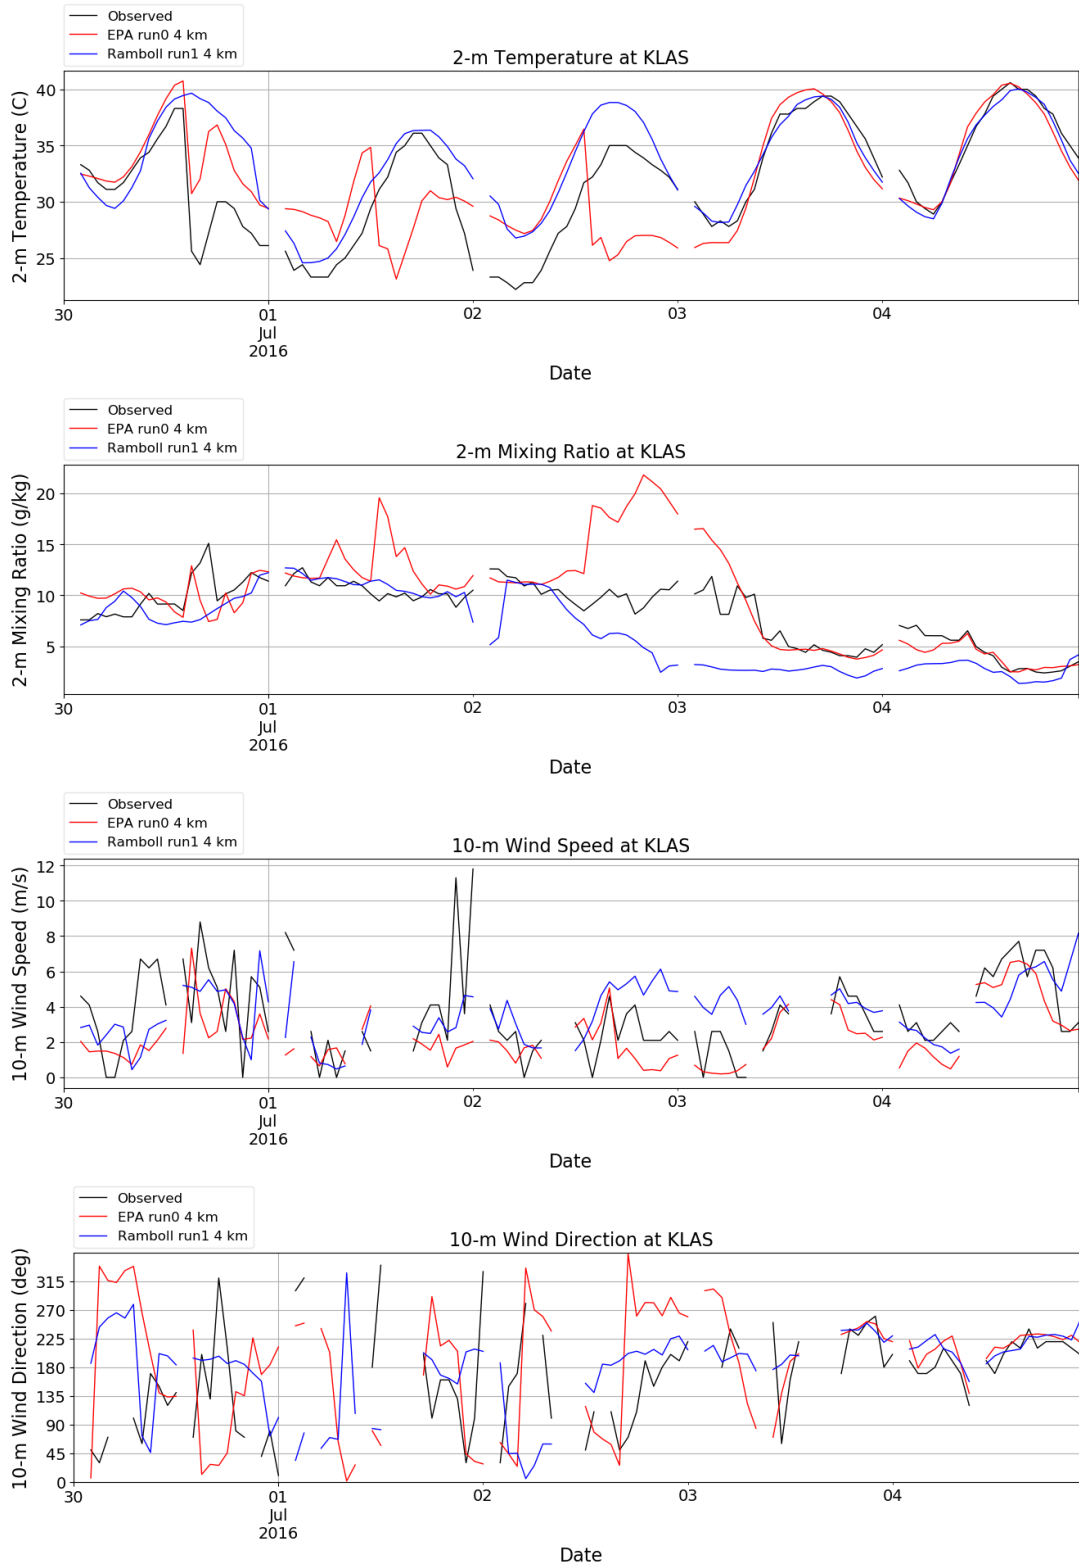 Observed
EPA run0 4 km
Ramboll run1 4 km
2-m Temperature at KLAS
2-m Temperature (C)
40
35
30
25
30
01
02
03
04
Jul
2016
Date
Observed
EPA run0 4 km
Ramboll run1 4 km
2-m Mixing Ratio at KLAS
2-m Mixing Ratio (g/kg)
20
15
10
5
30
01
02
03
04
Jul
2016
Date
Observed
EPA run0 4 km
Ramboll run1 4 km
10-m Wind Speed at KLAS
10-m Wind Speed (m/s)
12
10
8
6
4
2
0
30
01
02
03
04
Jul
2016
Date
Observed
EPA run0 4 km
Ramboll run1 4 km
10-m Wind Direction at KLAS
10-m Wind Direction (deg)
315
270
225
180
135
90
45
0
30
01
02
03
04
Jul
2016
Date